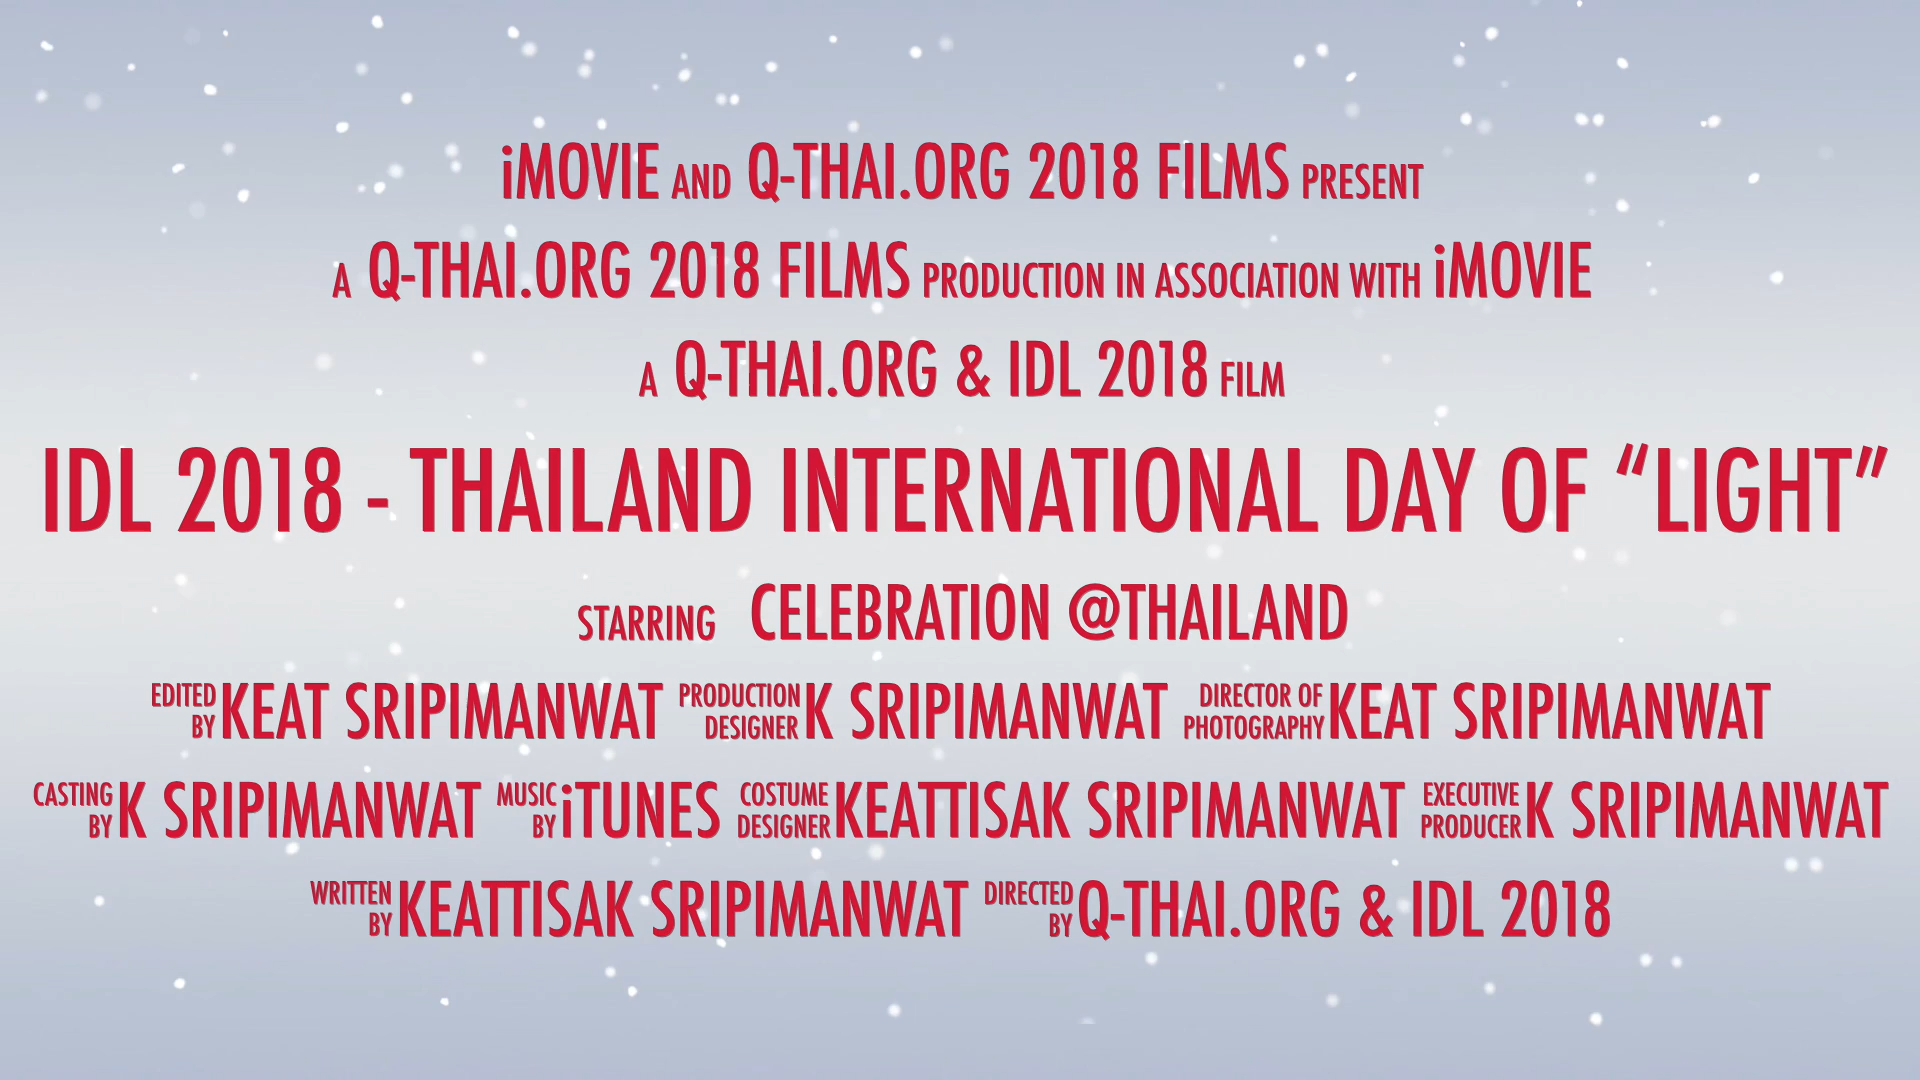 iMOVIE AND Q-THAI.ORG 2018 FILMS PRESENT
A Q-THAI.ORG 2018 FILMS PRODUCTION IN ASSOCIATION WITH iMOVIE
A Q-THAI.ORG & IDL 2018 FILM
IDL 2018 - THAILAND INTERNATIONAL DAY OF “LIGHT”
STARRING CELEBRATION @THAILAND
EDITED BY KEAT SRIPIMANWAT PRODUCTION DESIGNER K SRIPIMANWAT DIRECTOR OF PHOTOGRAPHY KEAT SRIPIMANWAT
CASTING BY K SRIPIMANWAT MUSIC BY iTUNES COSTUME DESIGNER KEATTISAK SRIPIMANWAT EXECUTIVE PRODUCER K SRIPIMANWAT
WRITTEN BY KEATTISAK SRIPIMANWAT DIRECTED BY Q-THAI.ORG & IDL 2018